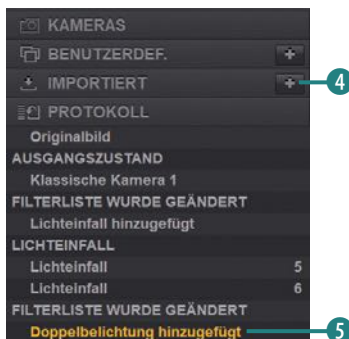 KAMERAS
BENUTZERDEF. +
IMPORTIERT + 4
PROTOKOLL
Originalbild
AUSGANGSZUSTAND
Klassische Kamera 1
FILTERLISTE WURDE GEÄNDERT
Lichteinfall hinzugefügt
LICHTEINFALL
Lichteinfall 5
Lichteinfall 6
FILTERLISTE WURDE GEÄNDERT
Doppelbelichtung hinzugefügt 5